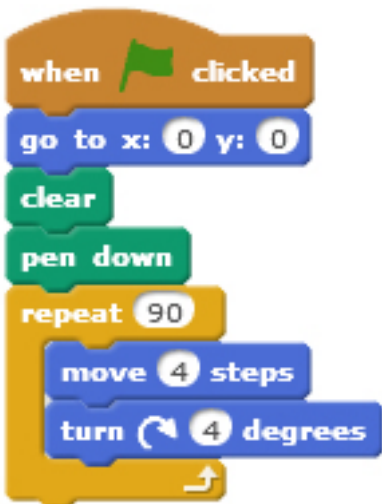 when clicked
go to x: 0 y: 0
clear
pen down
repeat 90
move 4 steps
turn 4 degrees